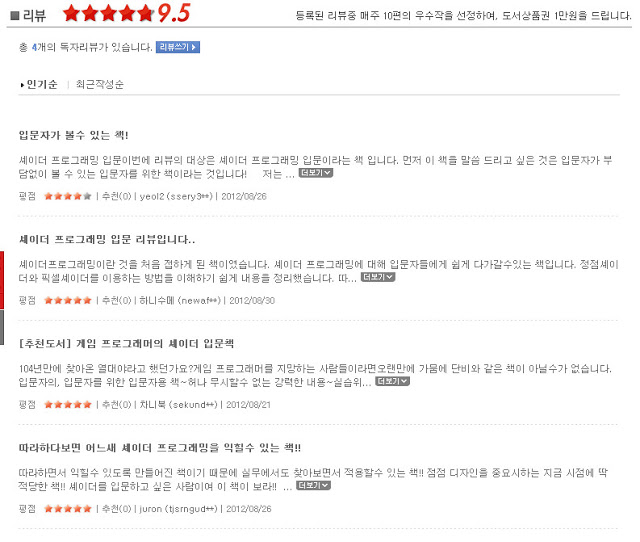 리뷰 9.5 등록된 리뷰중 매주 10편의 우수작을 선정하여, 도서상품권 1만원을 드립니다.
총 4개의 독자리뷰가 있습니다. 리뷰쓰기
인기순 | 최근작성순
입문자가 볼수 있는 책!
셰이더 프로그래밍 입문이번에 리뷰의 대상은 셰이더 프로그래밍 입문이라는 책 입니다. 먼저 이 책을 말씀 드리고 싶은 것은 입문자가 부
담없이 볼 수 있는 입문자를 위한 책이라는 것입니다! 저는 ... 더보기
평점 | 추천(0) | yeol2 (ssery3**) | 2012/08/26
셰이더 프로그래밍 입문 리뷰입니다..
셰이더프로그래밍이란 것을 처음 접하게 된 책이었습니다. 셰이더 프로그래밍에 대해 입문자들에게 쉽게 다가갈수있는 책입니다. 정점셰이
더와 픽셀셰이더를 이용하는 방법을 이해하기 쉽게 내용을 정리했습니다. 따... 더보기
평점 | 추천(0) | 하니수메 (newaf**) | 2012/08/30
[추천도서] 게임 프로그래머의 셰이더 입문책
104년만에 찾아온 열대야라고 했던가요?게임 프로그래머를 지망하는 사람들이라면오랜만에 가뭄에 단비와 같은 책이 아닐수가 없습니다.
입문자의, 입문자를 위한 입문자용 책~허나 무시할수 없는 강력한 내용~실습위... 더보기
평점 | 추천(0) | 차니북 (sekund**) | 2012/08/21
따라하다보면 어느새 셰이더 프로그래밍을 익힐수 있는 책!!
따라하면서 익힐수 있도록 만들어진 책이기 때문에 실무에서도 찾아보면서 적용할수 있는 책!! 점점 디자인을 중요시하는 지금 시점에 딱
적당한 책!! 셰이더를 입문하고 싶은 사람이여 이 책이 보라!! ... 더보기
평점 | 추천(0) | juron (tjsrngud**) | 2012/08/26